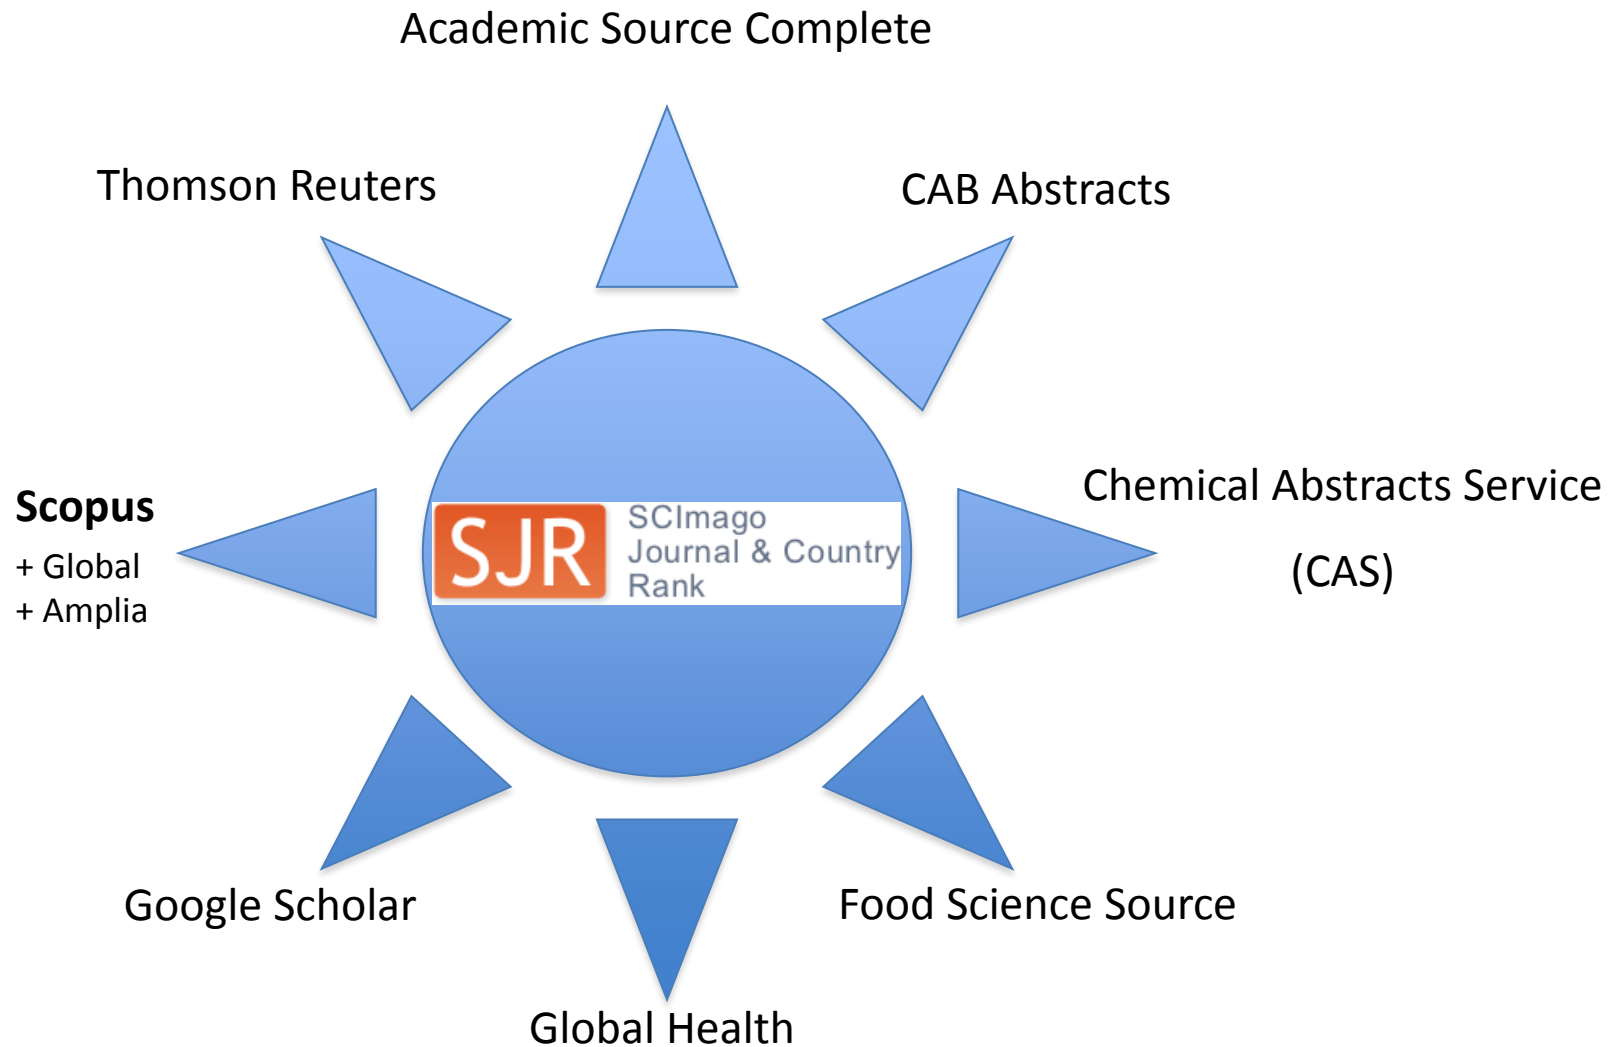 Academic Source Complete
Thomson Reuters
CAB Abstracts
Chemical Abstracts Service
(CAS)
Scopus
+ Global
+ Amplia
SJR
SCImago
Journal & Country
Rank
Google Scholar
Food Science Source
Global Health